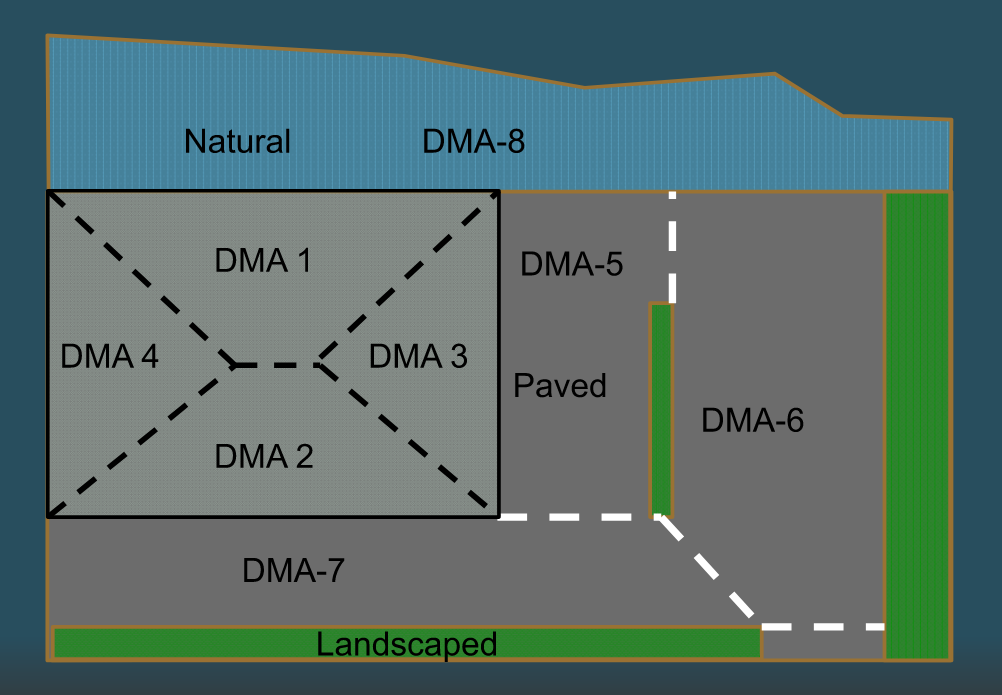 Natural
DMA-8
DMA 1
DMA-5
DMA 4
DMA 3
Paved
DMA-6
DMA 2
DMA-7
Landscaped